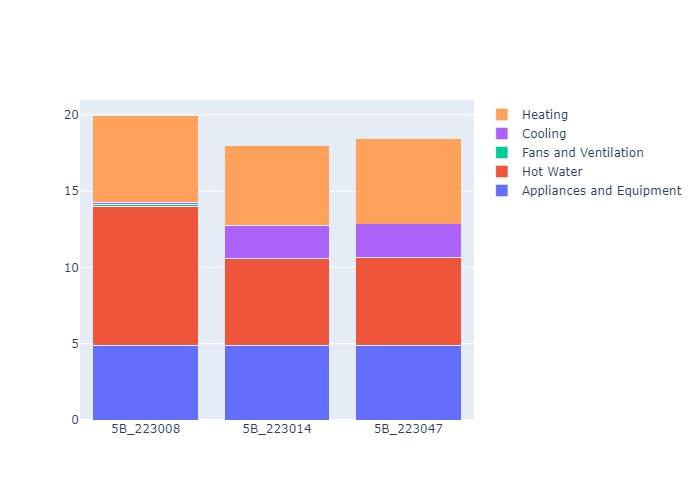 20
15
10
5
0
5B_223008 5B_223014 5B_223047
Heating
Cooling
Fans and Ventilation
Hot Water
Appliances and Equipment